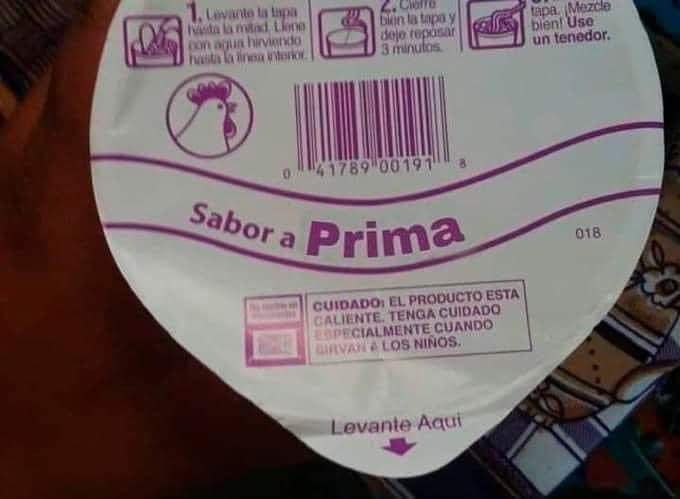 1. Levante la tapa
hasta la mitad. Llene
con agua hirviendo
hasta la línea interior.
2. Cierre
bien la tapa y
deje reposar
3 minutos.
tapa. ¡Mezcle
bien! Use
un tenedor.
0 41789 00191 8
Sabor a Prima
018
CUIDADO: EL PRODUCTO ESTA
CALIENTE. TENGA CUIDADO
ESPECIALMENTE CUANDO
SIRVAN A LOS NIÑOS.
Levante Aqui